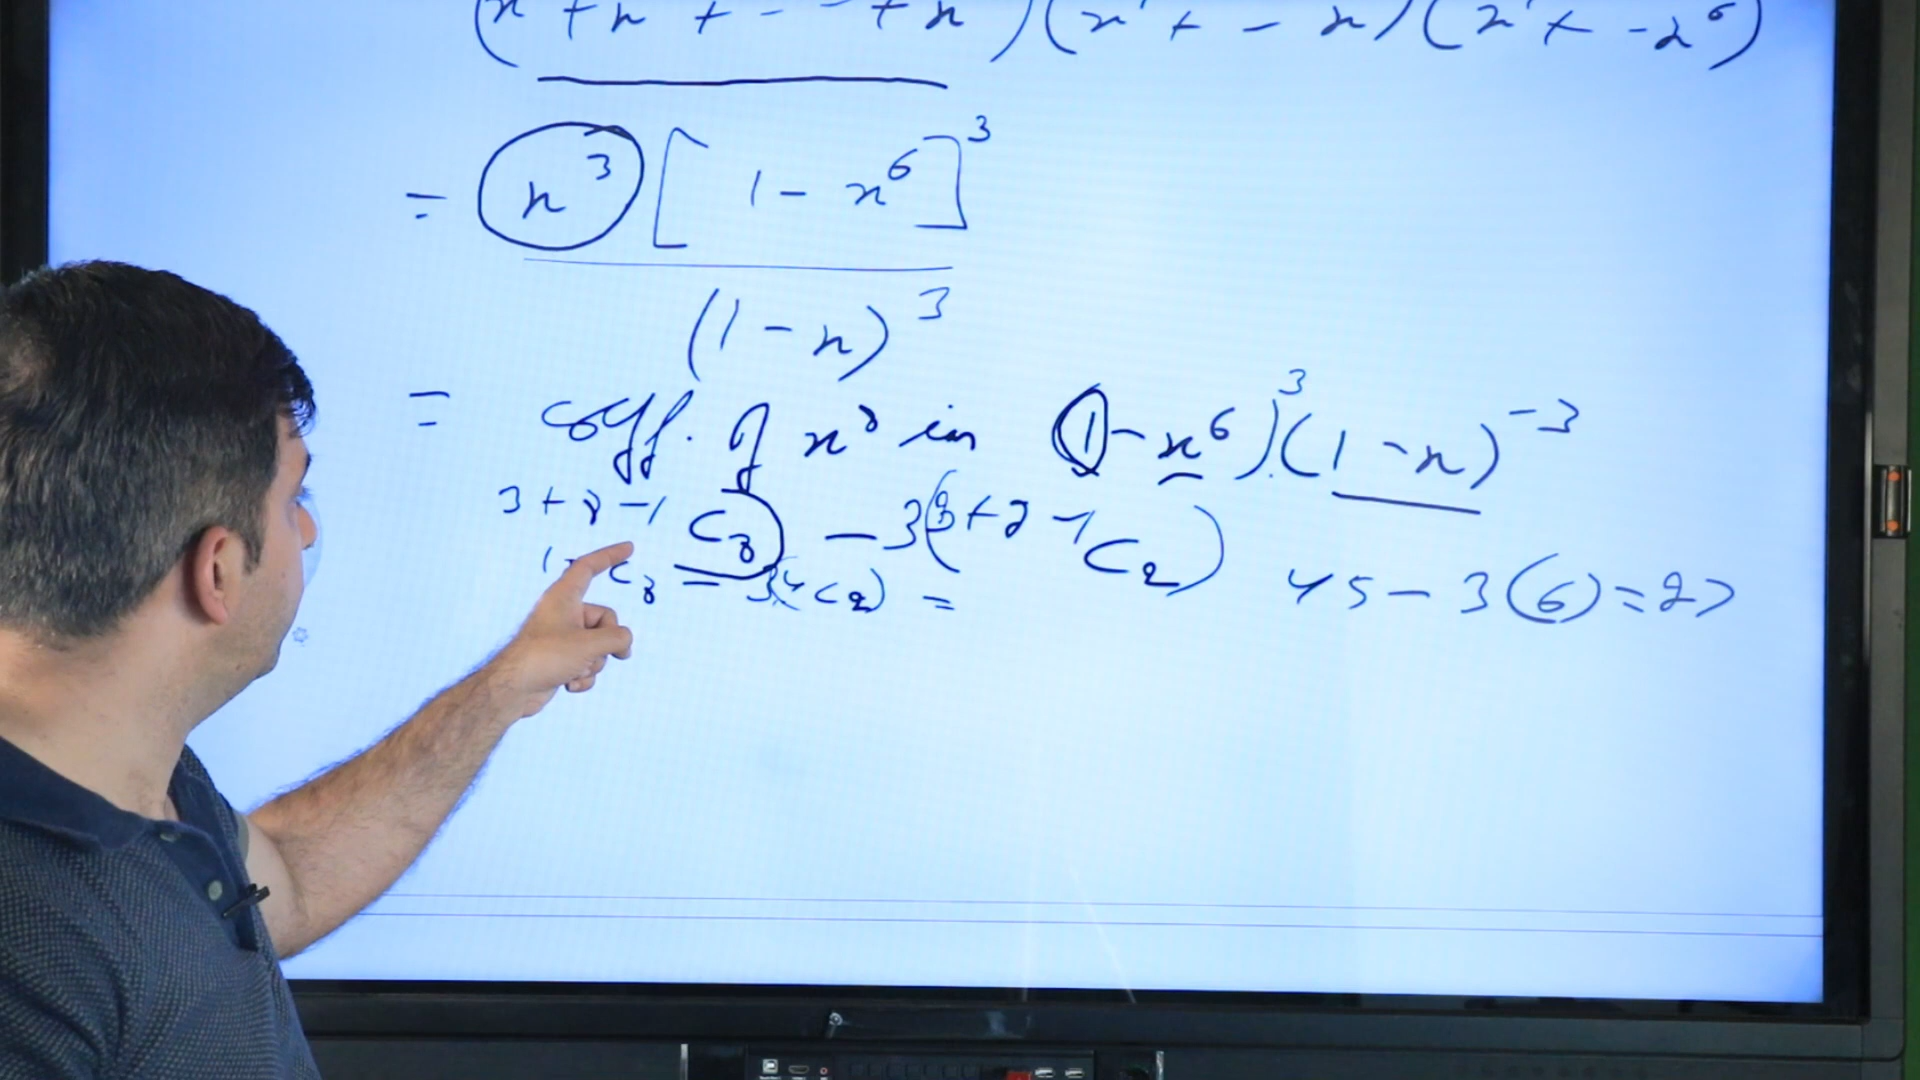 = x³ [1 - x⁶]³
(1 - x)³
= coff. of x⁸ in (1 - x⁶)³ (1 - x)⁻³
3 + 8 - 1 C₈ - 3(3 + 2 - 1 C₂)
C₈ - 3(4C₂) = 45 - 3(6) = 27